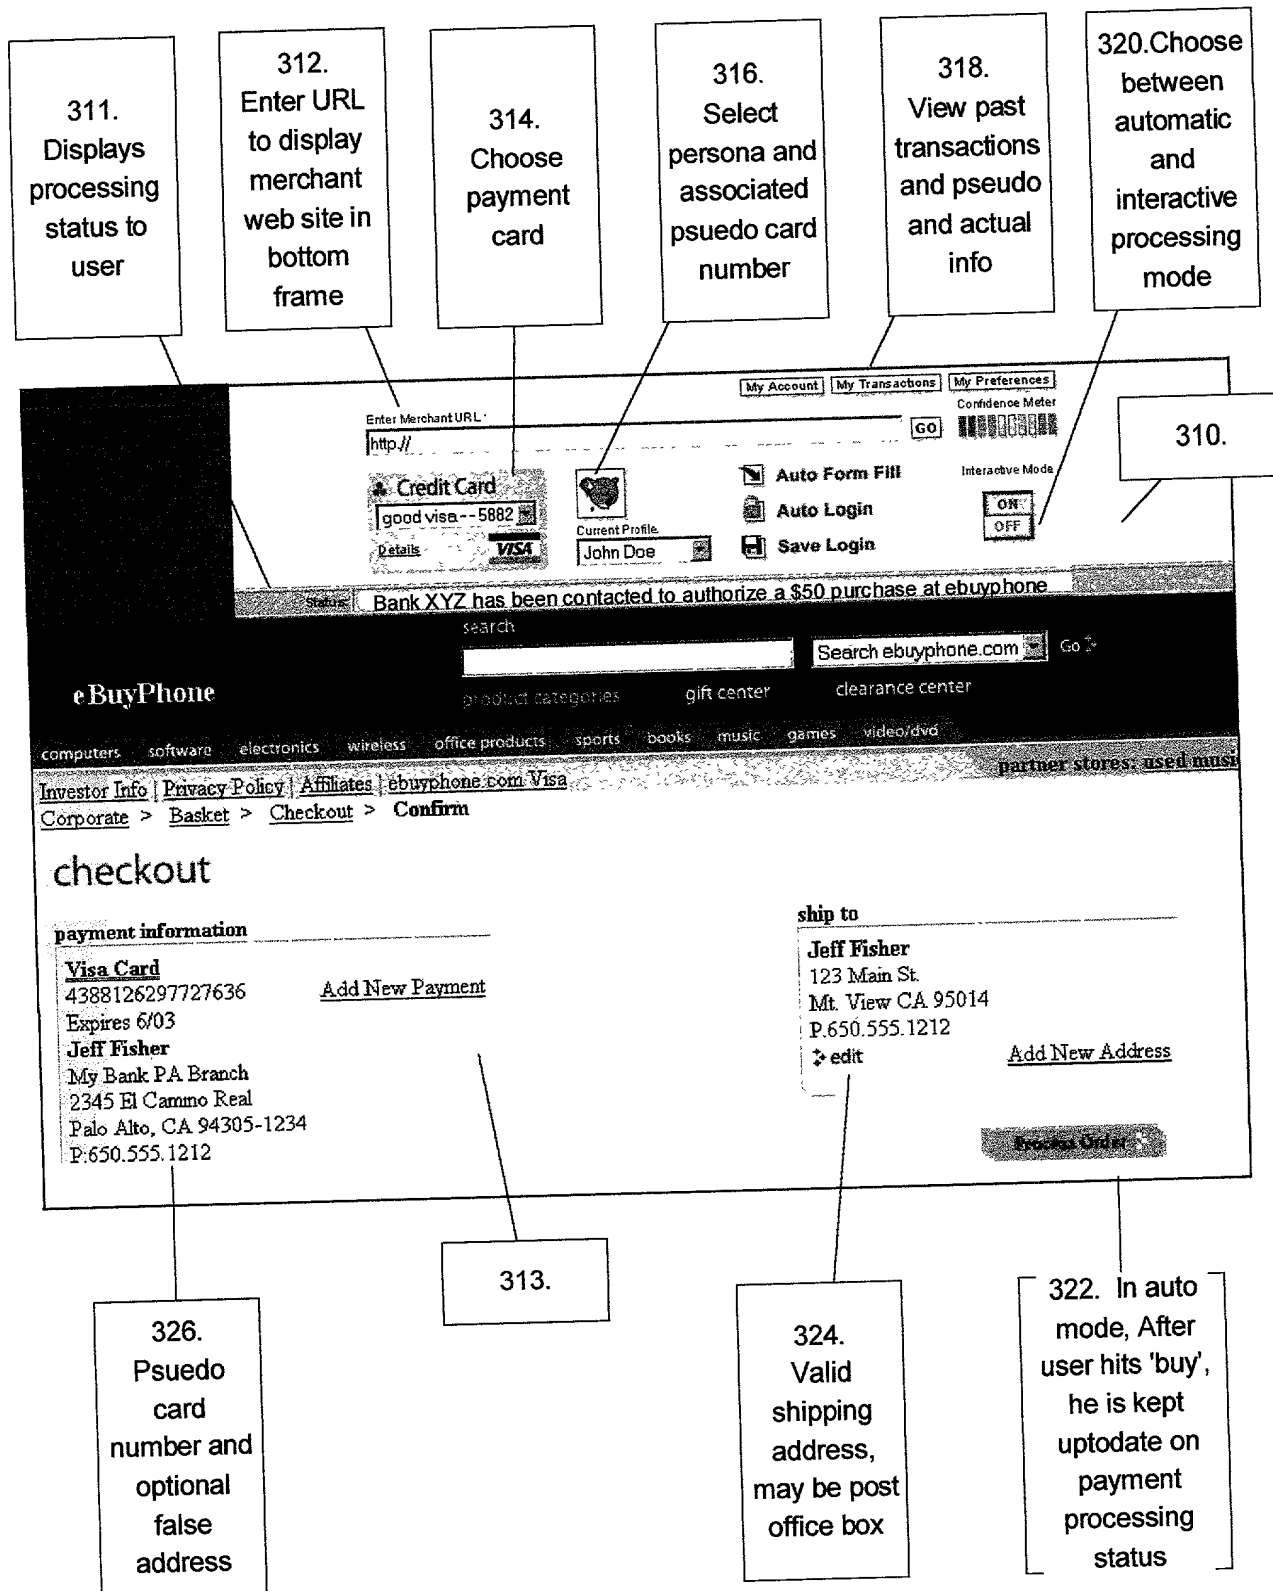 311.
Displays
processing
status to
user
312.
Enter URL
to display
merchant
web site in
bottom
frame
314.
Choose
payment
card
316.
Select
persona and
associated
psuedo card
number
318.
View past
transactions
and pseudo
and actual
info
320.Choose
between
automatic
and
interactive
processing
mode
My Account My Transactions My Preferences
Enter Merchant URL:
Confidence Meter
http://
GO
310.
Credit Card
good visa--5882
Details
VISA
Current Profile
John Doe
Auto Form Fill
Auto Login
Save Login
Interactive Mode
ON
OFF
Status: Bank XYZ has been contacted to authorize a $50 purchase at ebuyphone
search
Search ebuyphone.com Go
eBuyPhone
product categories gift center clearance center
computers software electronics wireless office products sports books music games video/dvd
partner stores: used musi
Investor Info | Privacy Policy | Affiliates | ebuyphone.com Visa
Corporate > Basket > Checkout > Confirm
checkout
payment information
Visa Card
4388126297727636 Add New Payment
Expires 6/03
Jeff Fisher
My Bank PA Branch
2345 El Camino Real
Palo Alto, CA 94305-1234
P:650.555.1212
ship to
Jeff Fisher
123 Main St.
Mt. View CA 95014
P.650.555.1212
edit Add New Address
Process Order
313.
326.
Psuedo
card
number and
optional
false
address
324.
Valid
shipping
address,
may be post
office box
322. In auto
mode, After
user hits 'buy',
he is kept
uptodate on
payment
processing
status